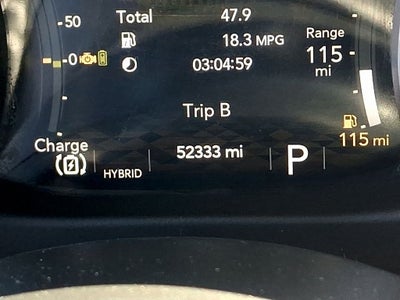 50
Total 47.9
18.3 MPG
Range
115
mi
0
03:04:59
Trip B
115 mi
Charge
HYBRID
52333 mi
P